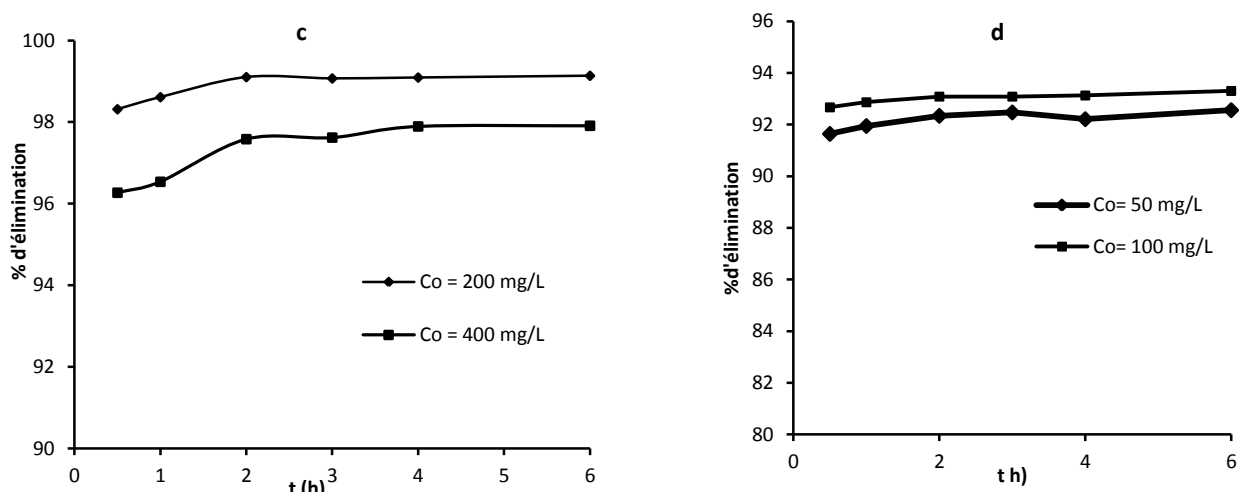 c
% d'élimination
100
98
96
94
92
90
0
1
2
3
4
5
6
t (h)
Co = 200 mg/L
Co = 400 mg/L
d
%d'élimination
96
94
92
90
88
86
84
82
80
0
2
4
6
t h)
Co= 50 mg/L
Co= 100 mg/L